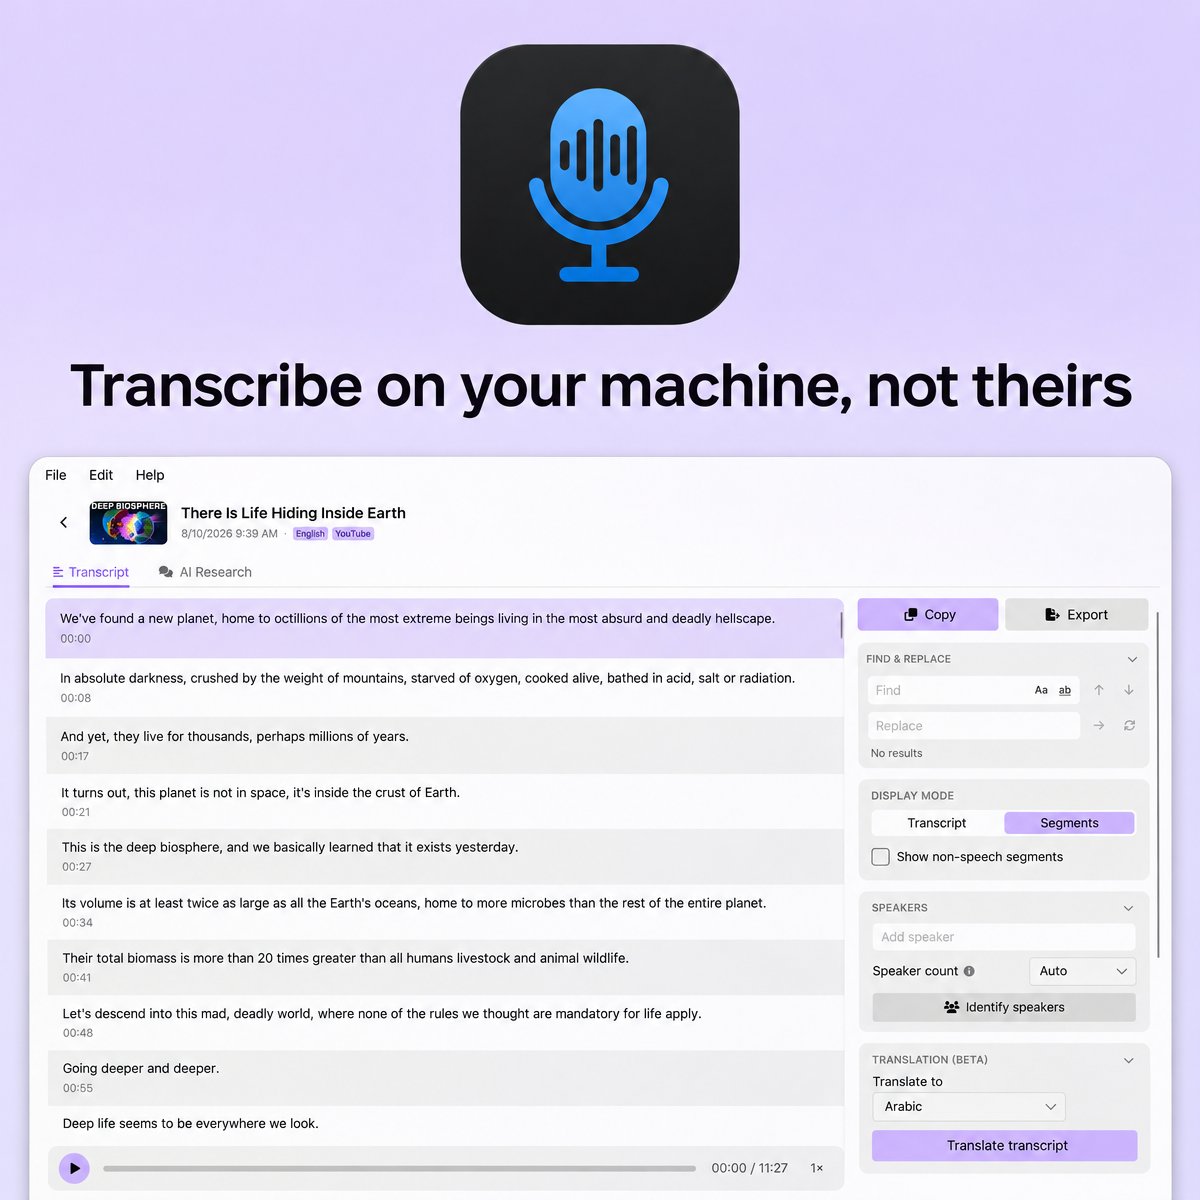 Transcribe on your machine, not theirs
File Edit Help
DEEP BIOSPHERE
There Is Life Hiding Inside Earth
8/10/2026 9:39 AM · English YouTube
Transcript AI Research
We've found a new planet, home to octillions of the most extreme beings living in the most absurd and deadly hellscape.
00:00
In absolute darkness, crushed by the weight of mountains, starved of oxygen, cooked alive, bathed in acid, salt or radiation.
00:08
And yet, they live for thousands, perhaps millions of years.
00:17
It turns out, this planet is not in space, it's inside the crust of Earth.
00:21
This is the deep biosphere, and we basically learned that it exists yesterday.
00:27
Its volume is at least twice as large as all the Earth's oceans, home to more microbes than the rest of the entire planet.
00:34
Their total biomass is more than 20 times greater than all humans livestock and animal wildlife.
00:41
Let's descend into this mad, deadly world, where none of the rules we thought are mandatory for life apply.
00:48
Going deeper and deeper.
00:55
Deep life seems to be everywhere we look.
00:00 / 11:27 1×
Copy Export
FIND & REPLACE
Find Aa ab
Replace
No results
DISPLAY MODE
Transcript Segments
Show non-speech segments
SPEAKERS
Add speaker
Speaker count Auto
Identify speakers
TRANSLATION (BETA)
Translate to
Arabic
Translate transcript